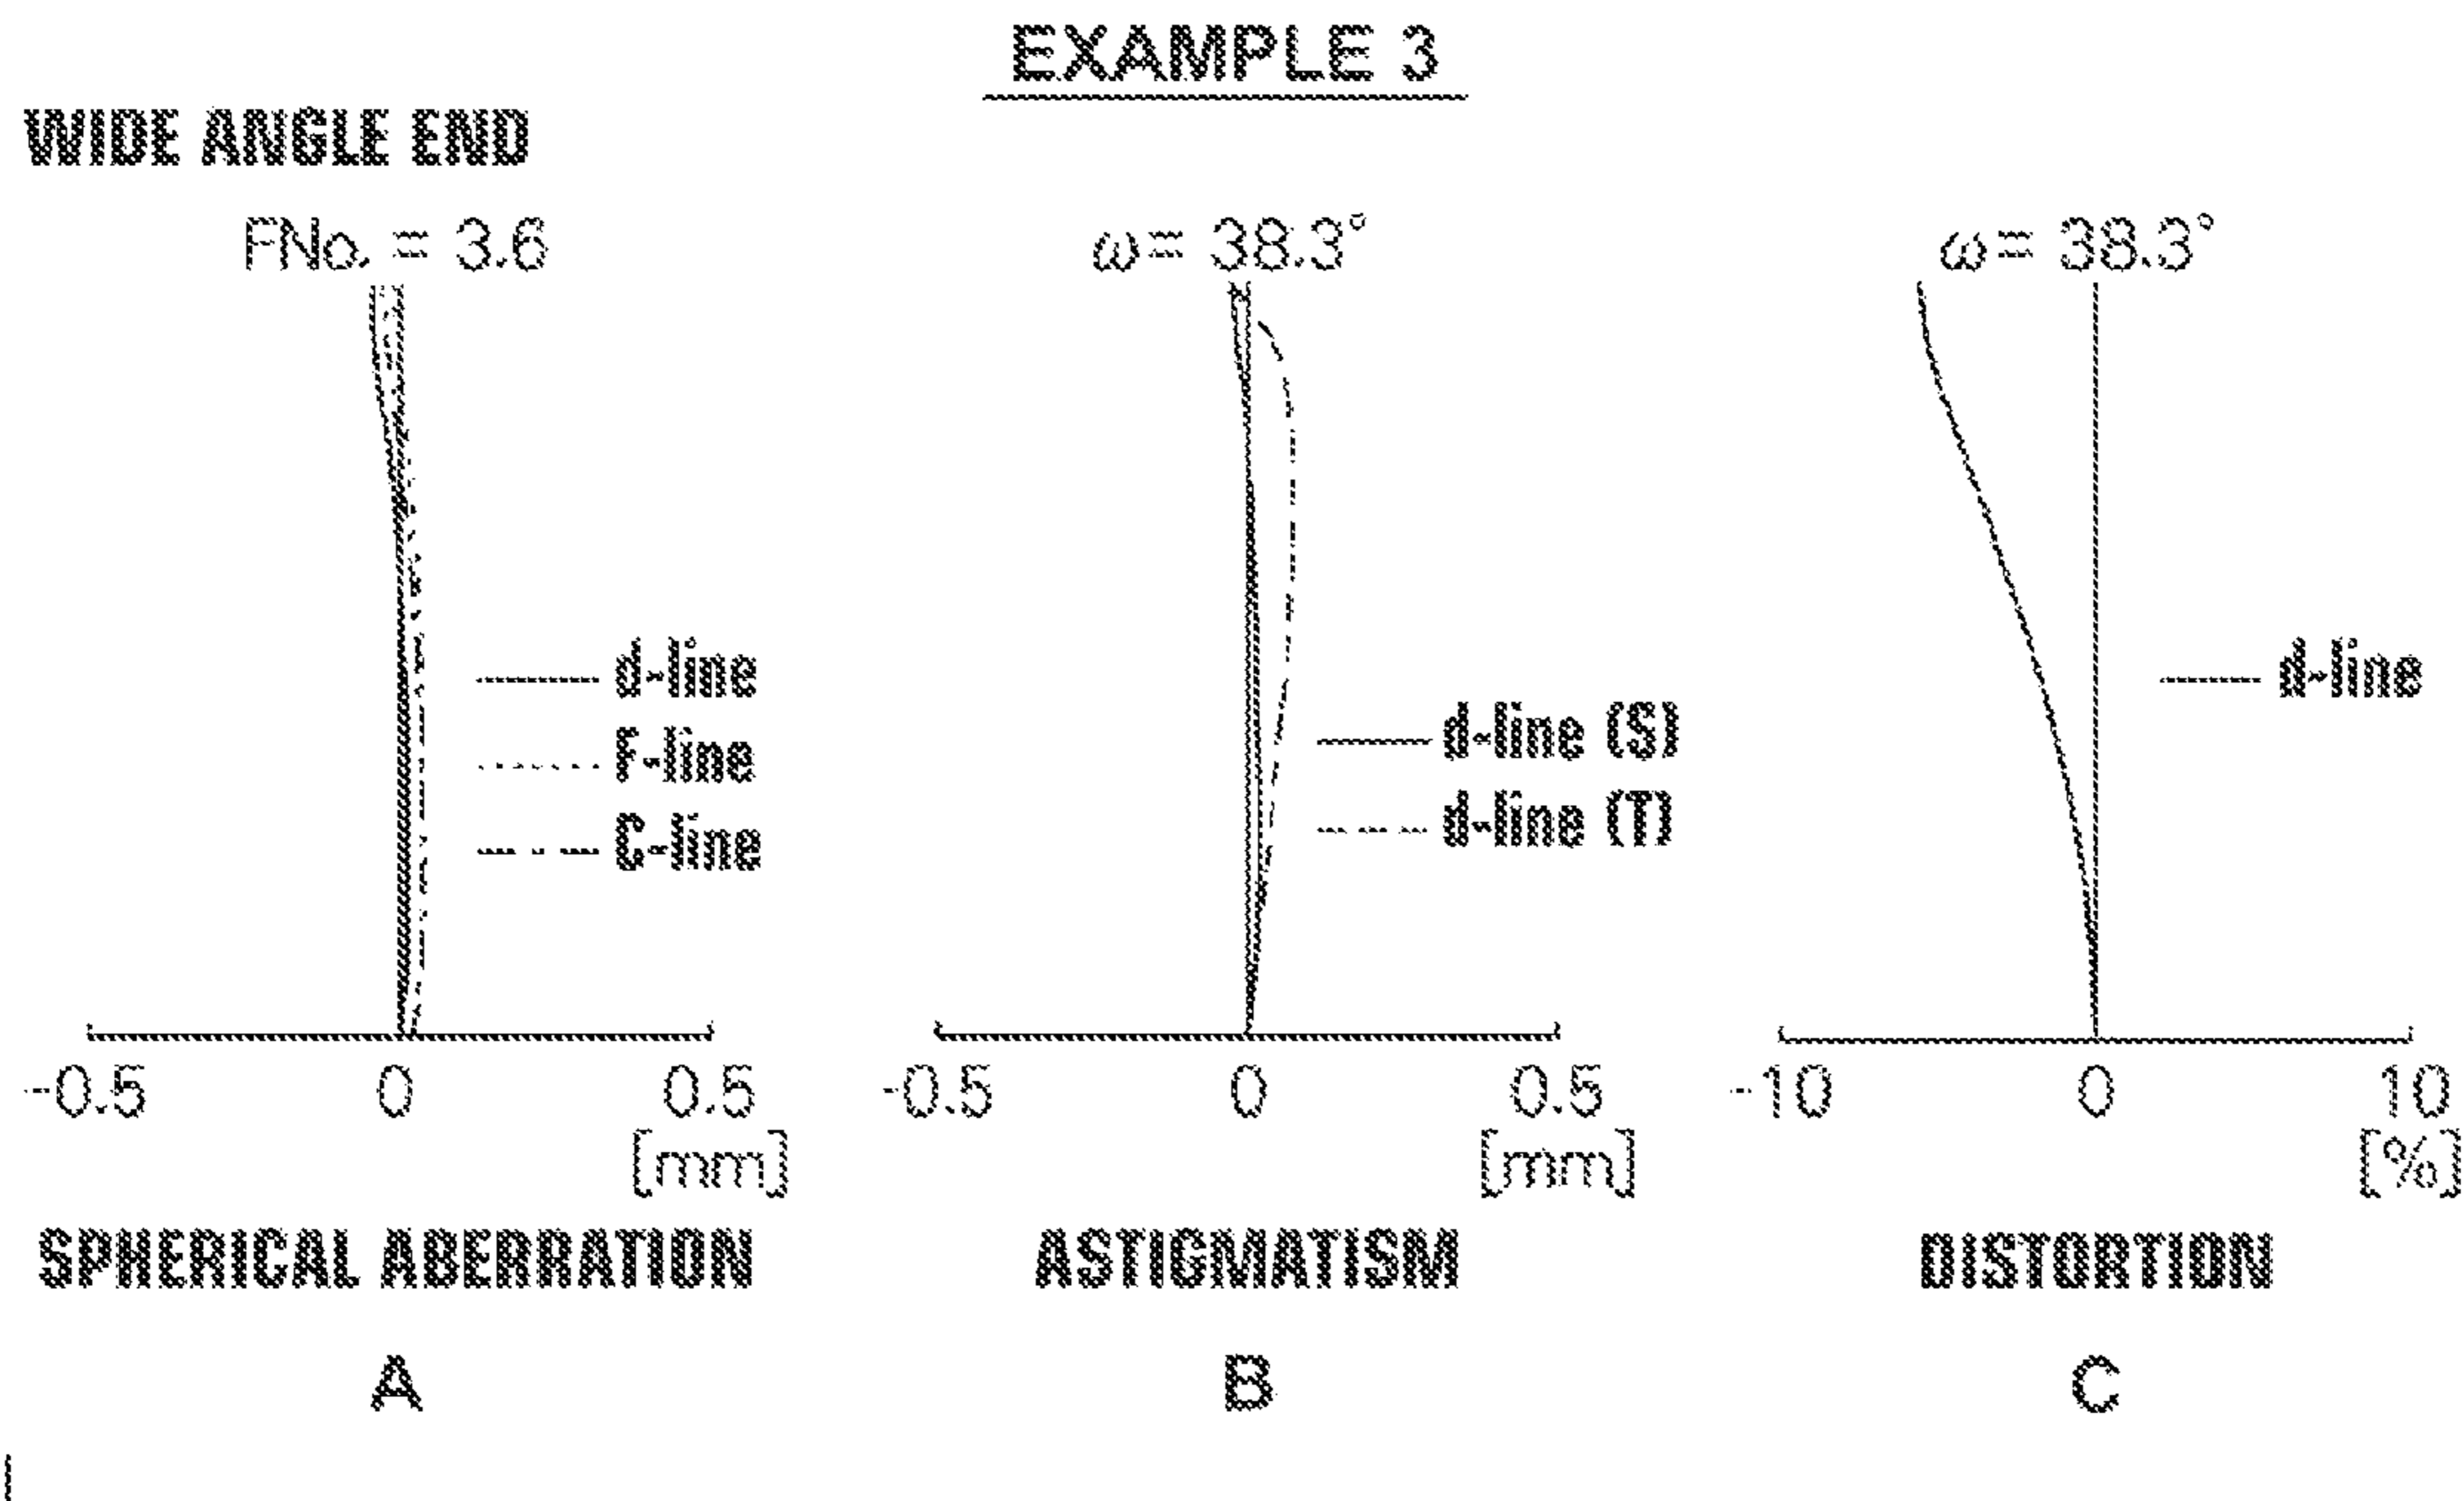 EXAMPLE 3
WIDE ANGLE END
FNo. = 3.6
ω = 38.3°
ω = 38.3°
d-line
F-line
C-line
d-line (S)
d-line (T)
d-line
-0.5 0 0.5
[mm]
-0.5 0 0.5
[mm]
-10 0 10
[%]
SPHERICAL ABERRATION
ASTIGMATISM
DISTORTION
A
B
C